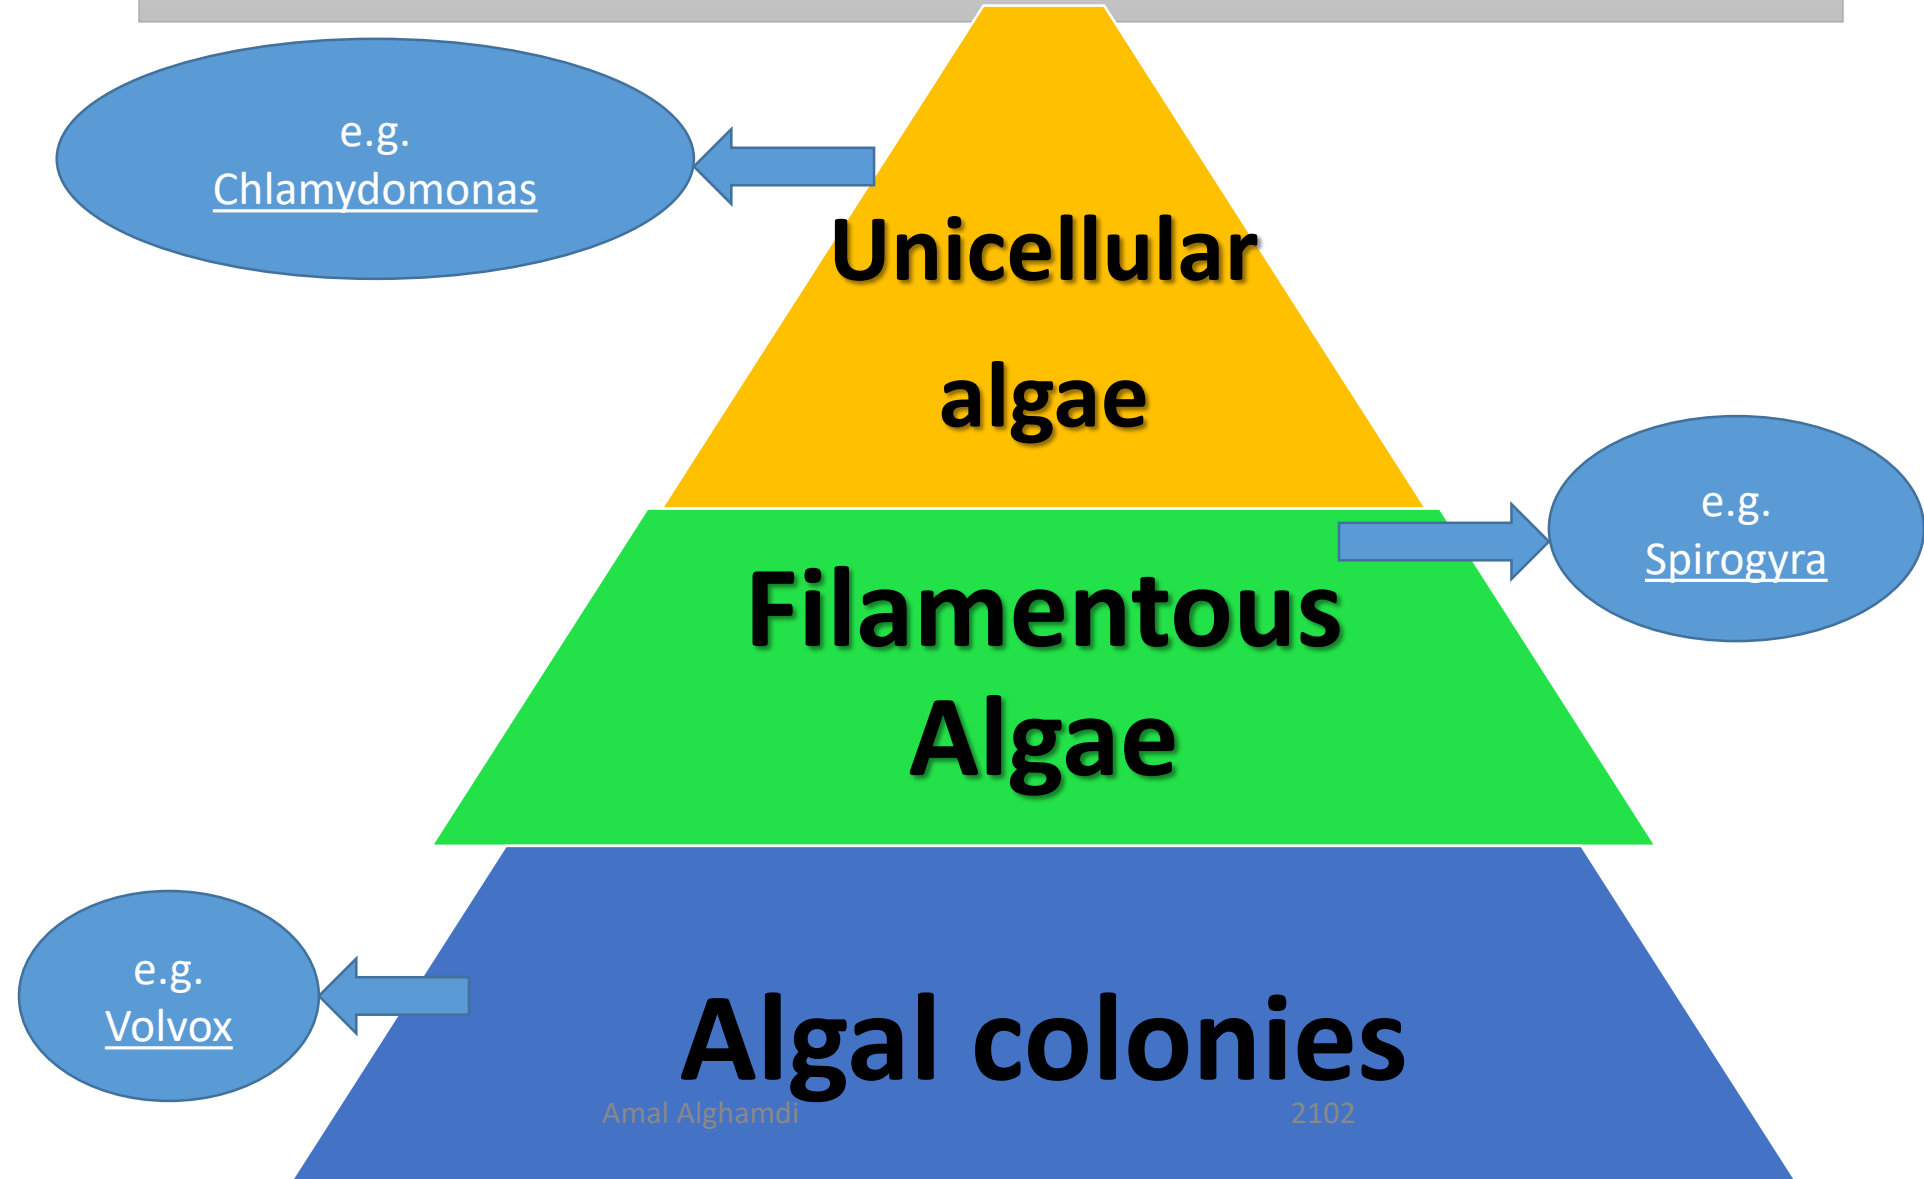 e.g.
Chlamydomonas
Unicellular
algae
e.g.
Spirogyra
Filamentous
Algae
e.g.
Volvox
Algal colonies
Amal Alghamdi 2102